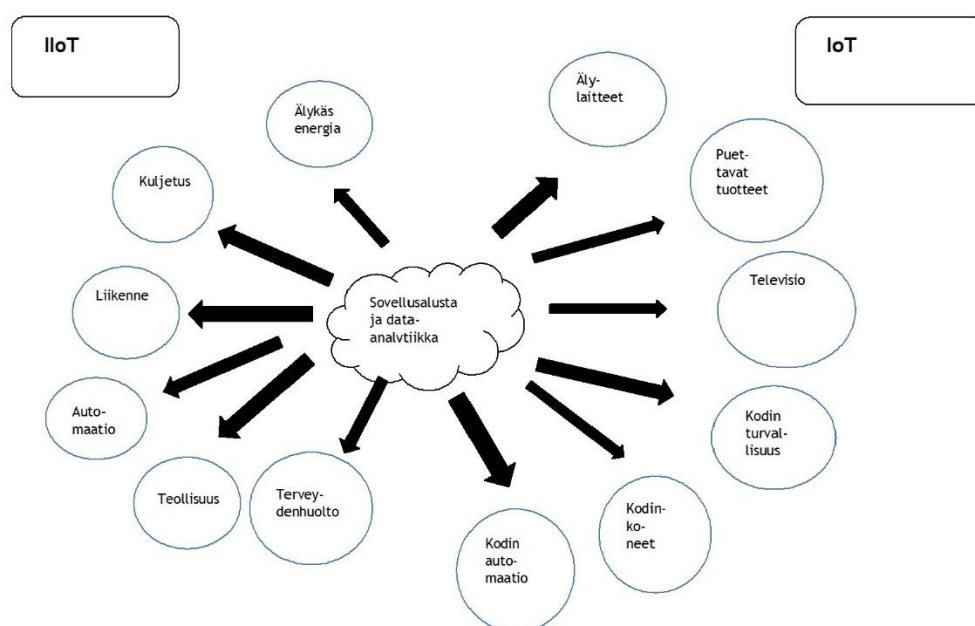 IIoT
IoT
Älykäs
energia
Äly-
laitteet
Kuljetus
Puet-
tavat
tuotteet
Liikenne
Sovellusalusta
ja data-
analytiikka
Televisio
Auto-
maatio
Kodin
turval-
lisuus
Teollisuus
Tervey-
denhuolto
Kodin-
ko-
neet
Kodin
auto-
maatio